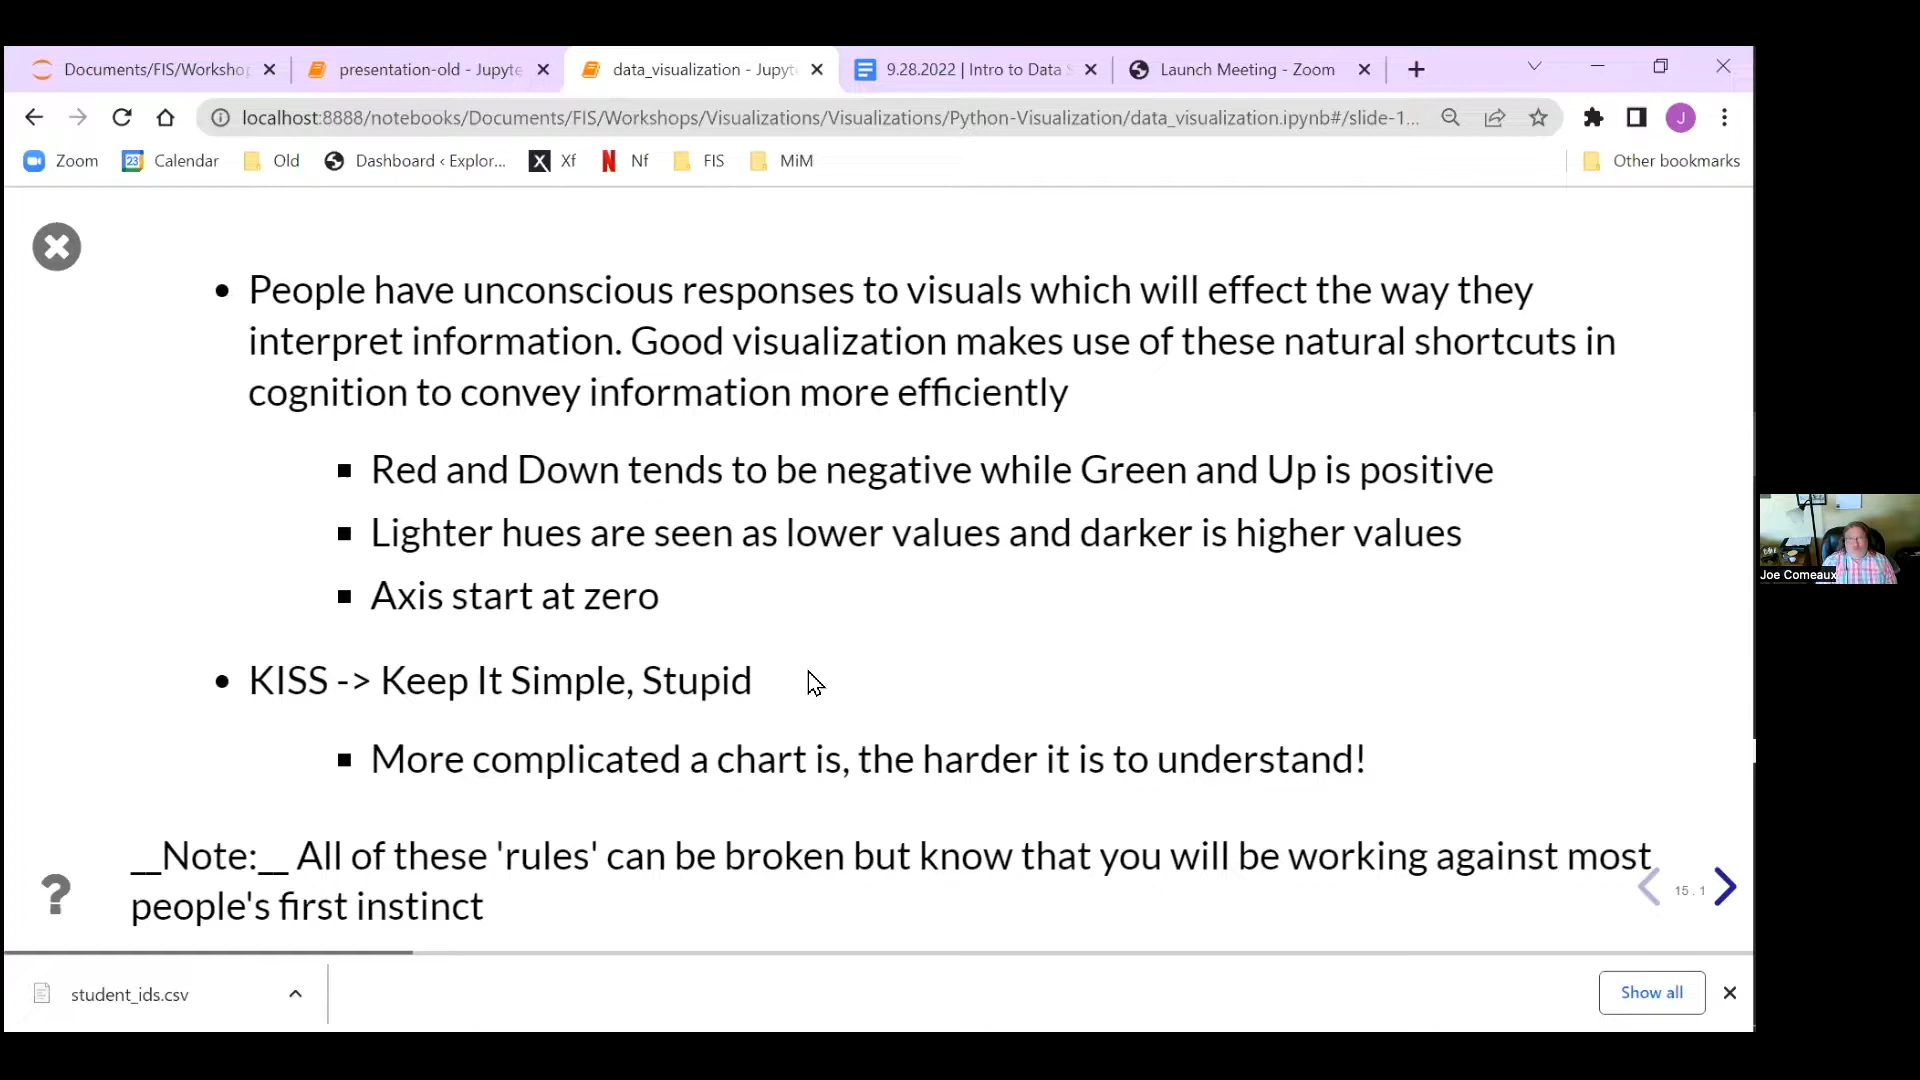 Documents/FIS/Workshop
presentation-old - Jupyte
data_visualization - Jupyt
9.28.2022 | Intro to Data S
Launch Meeting - Zoom
localhost:8888/notebooks/Documents/FIS/Workshops/Visualizations/Visualizations/Python-Visualization/data_visualization.ipynb#/slide-1...
J
Zoom
23
Calendar
Old
Dashboard ‹ Explor...
Xf
Nf
FIS
MiM
Other bookmarks
• People have unconscious responses to visuals which will effect the way they
interpret information. Good visualization makes use of these natural shortcuts in
cognition to convey information more efficiently
▪ Red and Down tends to be negative while Green and Up is positive
▪ Lighter hues are seen as lower values and darker is higher values
▪ Axis start at zero
• KISS -> Keep It Simple, Stupid
▪ More complicated a chart is, the harder it is to understand!
__Note:__ All of these 'rules' can be broken but know that you will be working against most
people's first instinct
?
15.1
Joe Comeaux
student_ids.csv
Show all